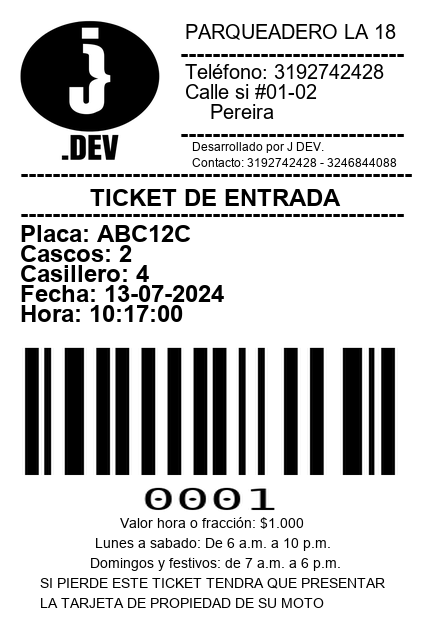 j
.DEV
PARQUEADERO LA 18
Teléfono: 3192742428
Calle si #01-02
Pereira
Desarrollado por J DEV.
Contacto: 3192742428 - 3246844088
TICKET DE ENTRADA
Placa: ABC12C
Cascos: 2
Casillero: 4
Fecha: 13-07-2024
Hora: 10:17:00
0001
Valor hora o fracción: $1.000
Lunes a sabado: De 6 a.m. a 10 p.m.
Domingos y festivos: de 7 a.m. a 6 p.m.
SI PIERDE ESTE TICKET TENDRA QUE PRESENTAR
LA TARJETA DE PROPIEDAD DE SU MOTO